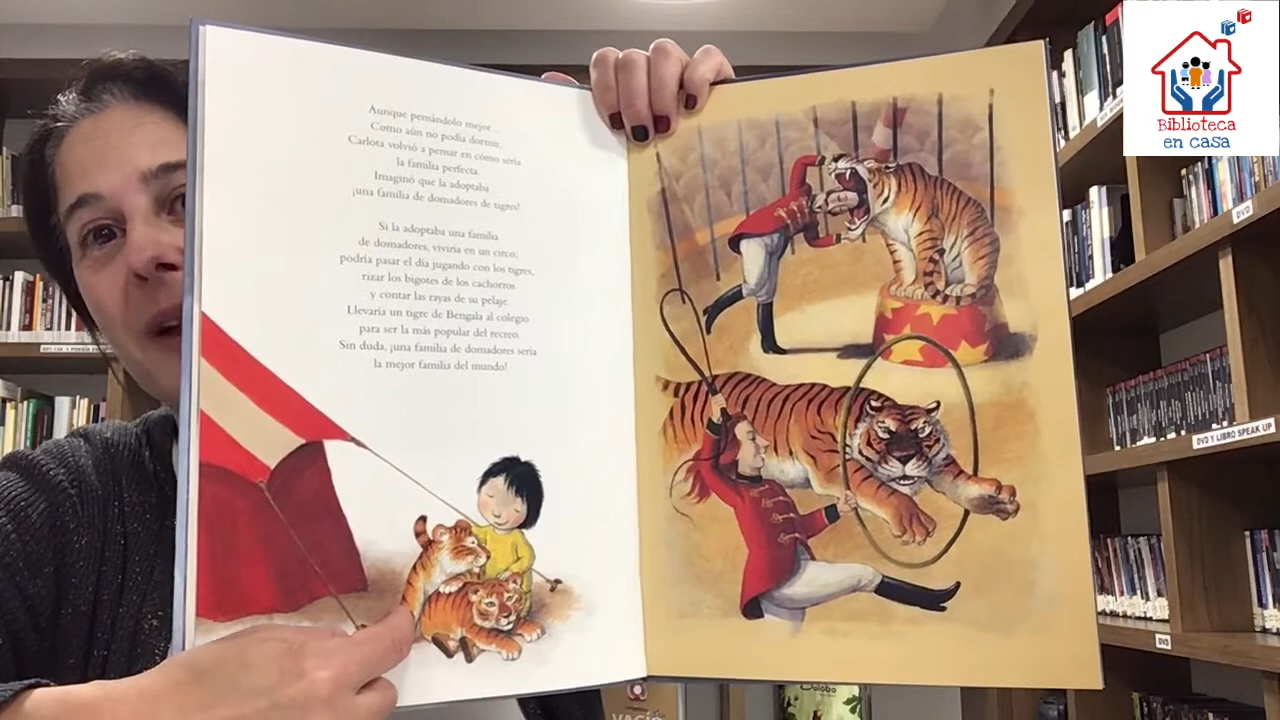 Aunque pensándolo mejor...
Como aún no podía dormir,
Carlota volvió a pensar en cómo sería
la familia perfecta.
Imaginó que la adoptaba...
¡una familia de domadores de tigres!
Si la adoptaba una familia
de domadores, viviría en un circo;
podría pasar el día jugando con los tigres,
rizar los bigotes de los cachorros
y contar las rayas de su pelaje.
Llevaría un tigre de Bengala al colegio
para ser la más popular del recreo.
Sin duda, ¡una familia de domadores sería
la mejor familia del mundo!
Biblioteca
en casa
DVD
DVD Y LIBRO SPEAK UP
DVD
VACÍO